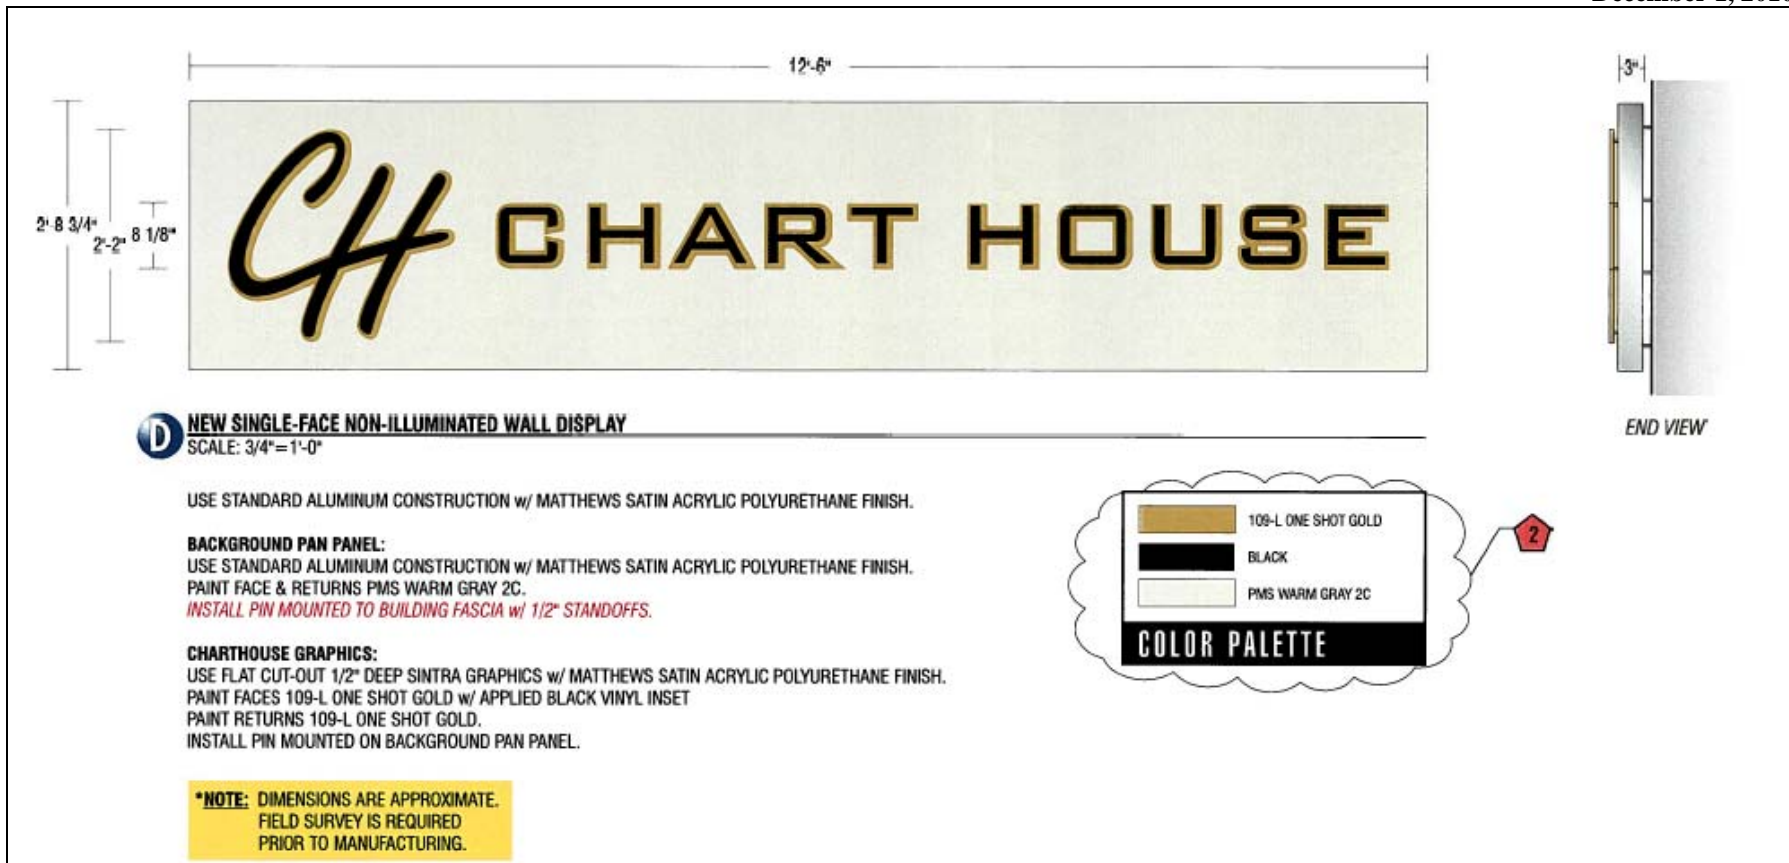 12'-6"
3"
2'-8 3/4"
2'-2"
8 1/8"
CH CHART HOUSE
D NEW SINGLE-FACE NON-ILLUMINATED WALL DISPLAY
SCALE: 3/4"=1'-0"
END VIEW
USE STANDARD ALUMINUM CONSTRUCTION w/ MATTHEWS SATIN ACRYLIC POLYURETHANE FINISH.
BACKGROUND PAN PANEL:
USE STANDARD ALUMINUM CONSTRUCTION w/ MATTHEWS SATIN ACRYLIC POLYURETHANE FINISH.
PAINT FACE & RETURNS PMS WARM GRAY 2C.
INSTALL PIN MOUNTED TO BUILDING FASCIA w/ 1/2" STANDOFFS.
CHARTHOUSE GRAPHICS:
USE FLAT CUT-OUT 1/2" DEEP SINTRA GRAPHICS w/ MATTHEWS SATIN ACRYLIC POLYURETHANE FINISH.
PAINT FACES 109-L ONE SHOT GOLD w/ APPLIED BLACK VINYL INSET
PAINT RETURNS 109-L ONE SHOT GOLD.
INSTALL PIN MOUNTED ON BACKGROUND PAN PANEL.
109-L ONE SHOT GOLD
BLACK
PMS WARM GRAY 2C
COLOR PALETTE
2
*NOTE: DIMENSIONS ARE APPROXIMATE.
FIELD SURVEY IS REQUIRED
PRIOR TO MANUFACTURING.